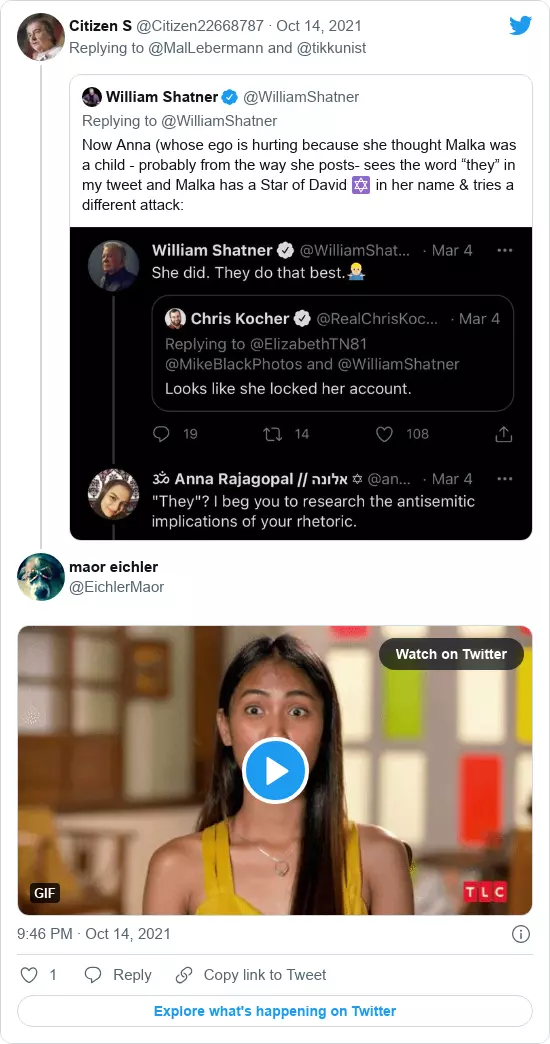 Citizen S @Citizen22668787 · Oct 14, 2021
Replying to @MalLebermann and @tikkunist
William Shatner @WilliamShatner
Replying to @WilliamShatner
Now Anna (whose ego is hurting because she thought Malka was
a child - probably from the way she posts- sees the word “they” in
my tweet and Malka has a Star of David ✡️ in her name & tries a
different attack:
William Shatner @WilliamShat... · Mar 4 ···
She did. They do that best.
Chris Kocher @RealChrisKoc... · Mar 4
Replying to @ElizabethTN81
@MikeBlackPhotos and @WilliamShatner
Looks like she locked her account.
19 14 108
ૐ Anna Rajagopal // אלונה ✡ @an... · Mar 4 ···
"They"? I beg you to research the antisemitic
implications of your rhetoric.
maor eichler
@EichlerMaor
Watch on Twitter
GIF
TLC
9:46 PM · Oct 14, 2021
1 Reply Copy link to Tweet
Explore what's happening on Twitter